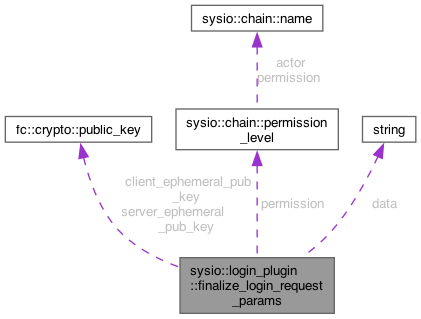 sysio::chain::name
actor
permission
fc::crypto::public_key
sysio::chain::permission
_level
string
client_ephemeral_pub
_key
server_ephemeral
_pub_key
permission
data
sysio::login_plugin
::finalize_login_request
_params